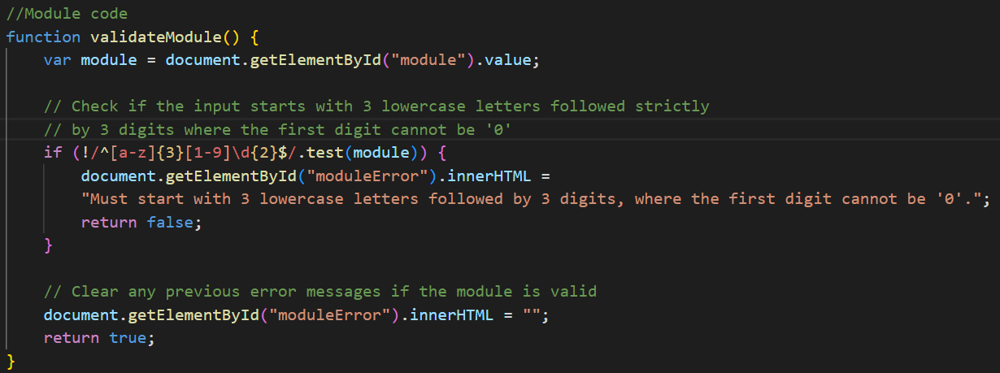 //Module code
function validateModule() {
    var module = document.getElementById("module").value;

    // Check if the input starts with 3 lowercase letters followed strictly
    // by 3 digits where the first digit cannot be '0'
    if (!/^[a-z]{3}[1-9]\d{2}$/.test(module)) {
        document.getElementById("moduleError").innerHTML =
        "Must start with 3 lowercase letters followed by 3 digits, where the first digit cannot be '0'.";
        return false;
    }

    // Clear any previous error messages if the module is valid
    document.getElementById("moduleError").innerHTML = "";
    return true;
}